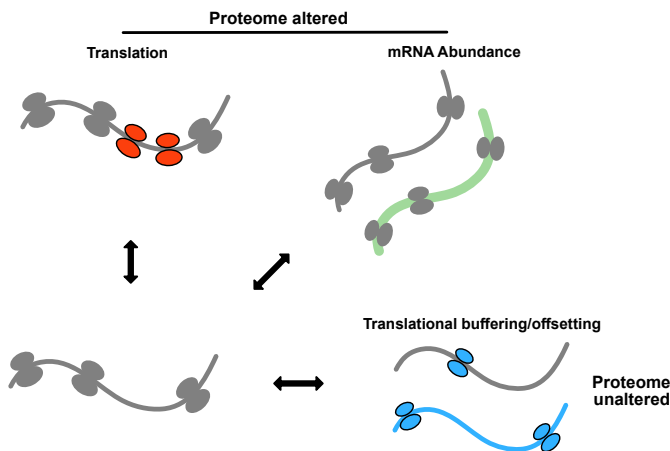 Proteome altered
Translation
mRNA Abundance
Translational buffering/offsetting
Proteome
unaltered